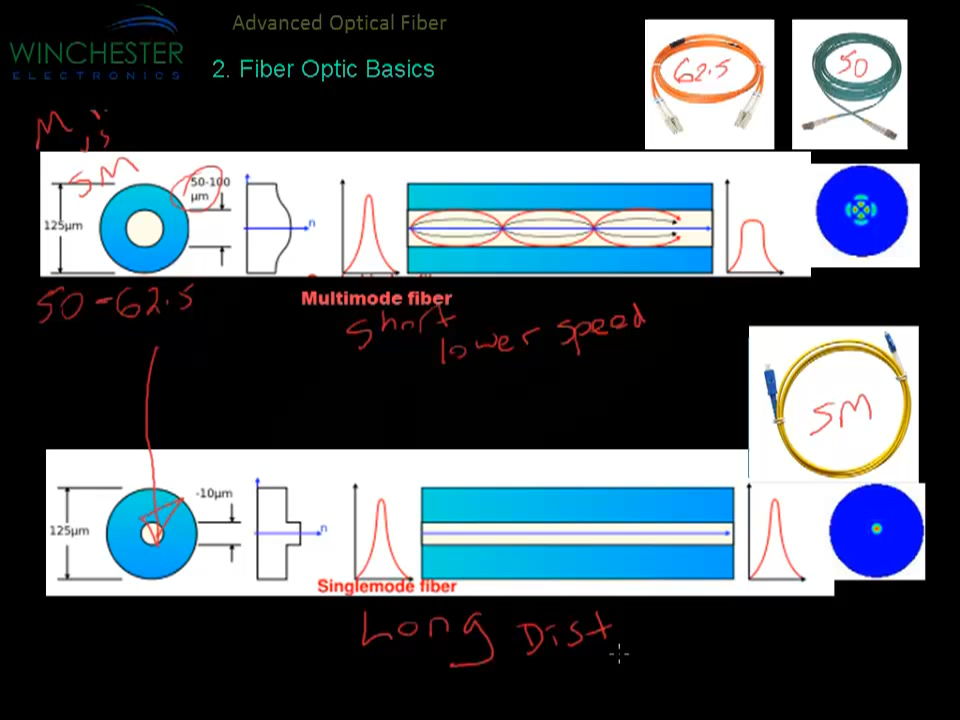 Advanced Optical Fiber
WINCHESTER
ELECTRONICS
2. Fiber Optic Basics
62.5
50
SM
50-100
µm
125µm
n
50-62.5
Multimode fiber
Short
lower speed
SM
-10µm
125µm
n
Singlemode fiber
Long Dist